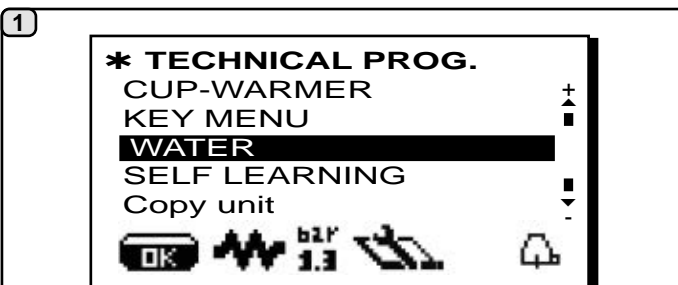 1
* TECHNICAL PROG.
CUP-WARMER
+
KEY MENU
WATER
SELF LEARNING
Copy unit
-
OK
bar
1.3